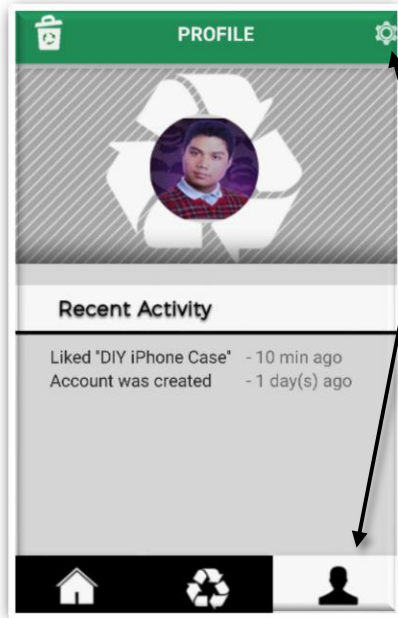 PROFILE
Recent Activity
Liked "DIY iPhone Case" - 10 min ago
Account was created - 1 day(s) ago